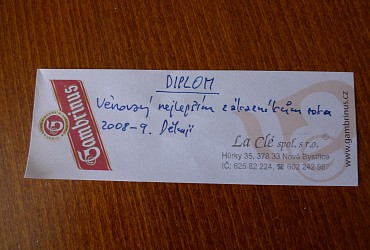 DIPLOM
Věnovaný nejlepším zákazníkům roku
2008-9. Děkuji
Gambrinus
G
La Clé spol. s r.o.
Hůrky 35, 378 33 Nová Bystřice
IČ: 625 82 224, ☎ 602 242 587
www.gambrinus.cz